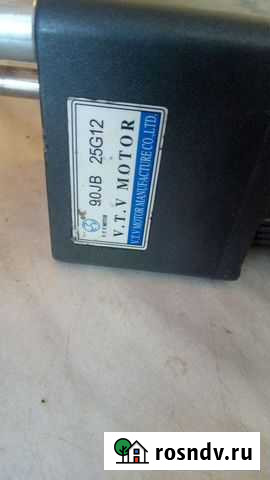 90JB 25G12
V.T.V MOTOR
V.T.V MOTOR MANUFACTURE CO.,LTD.
rosndv.ru